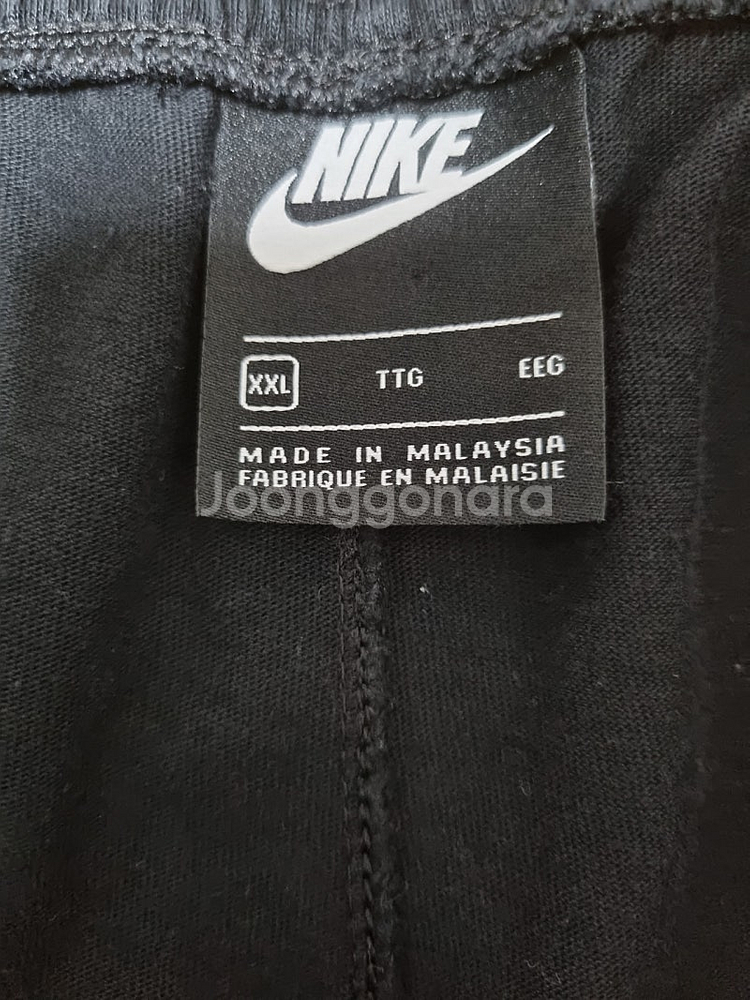 NIKE
XXL TTG EEG
MADE IN MALAYSIA
FABRIQUE EN MALAISIE
Joonggonara